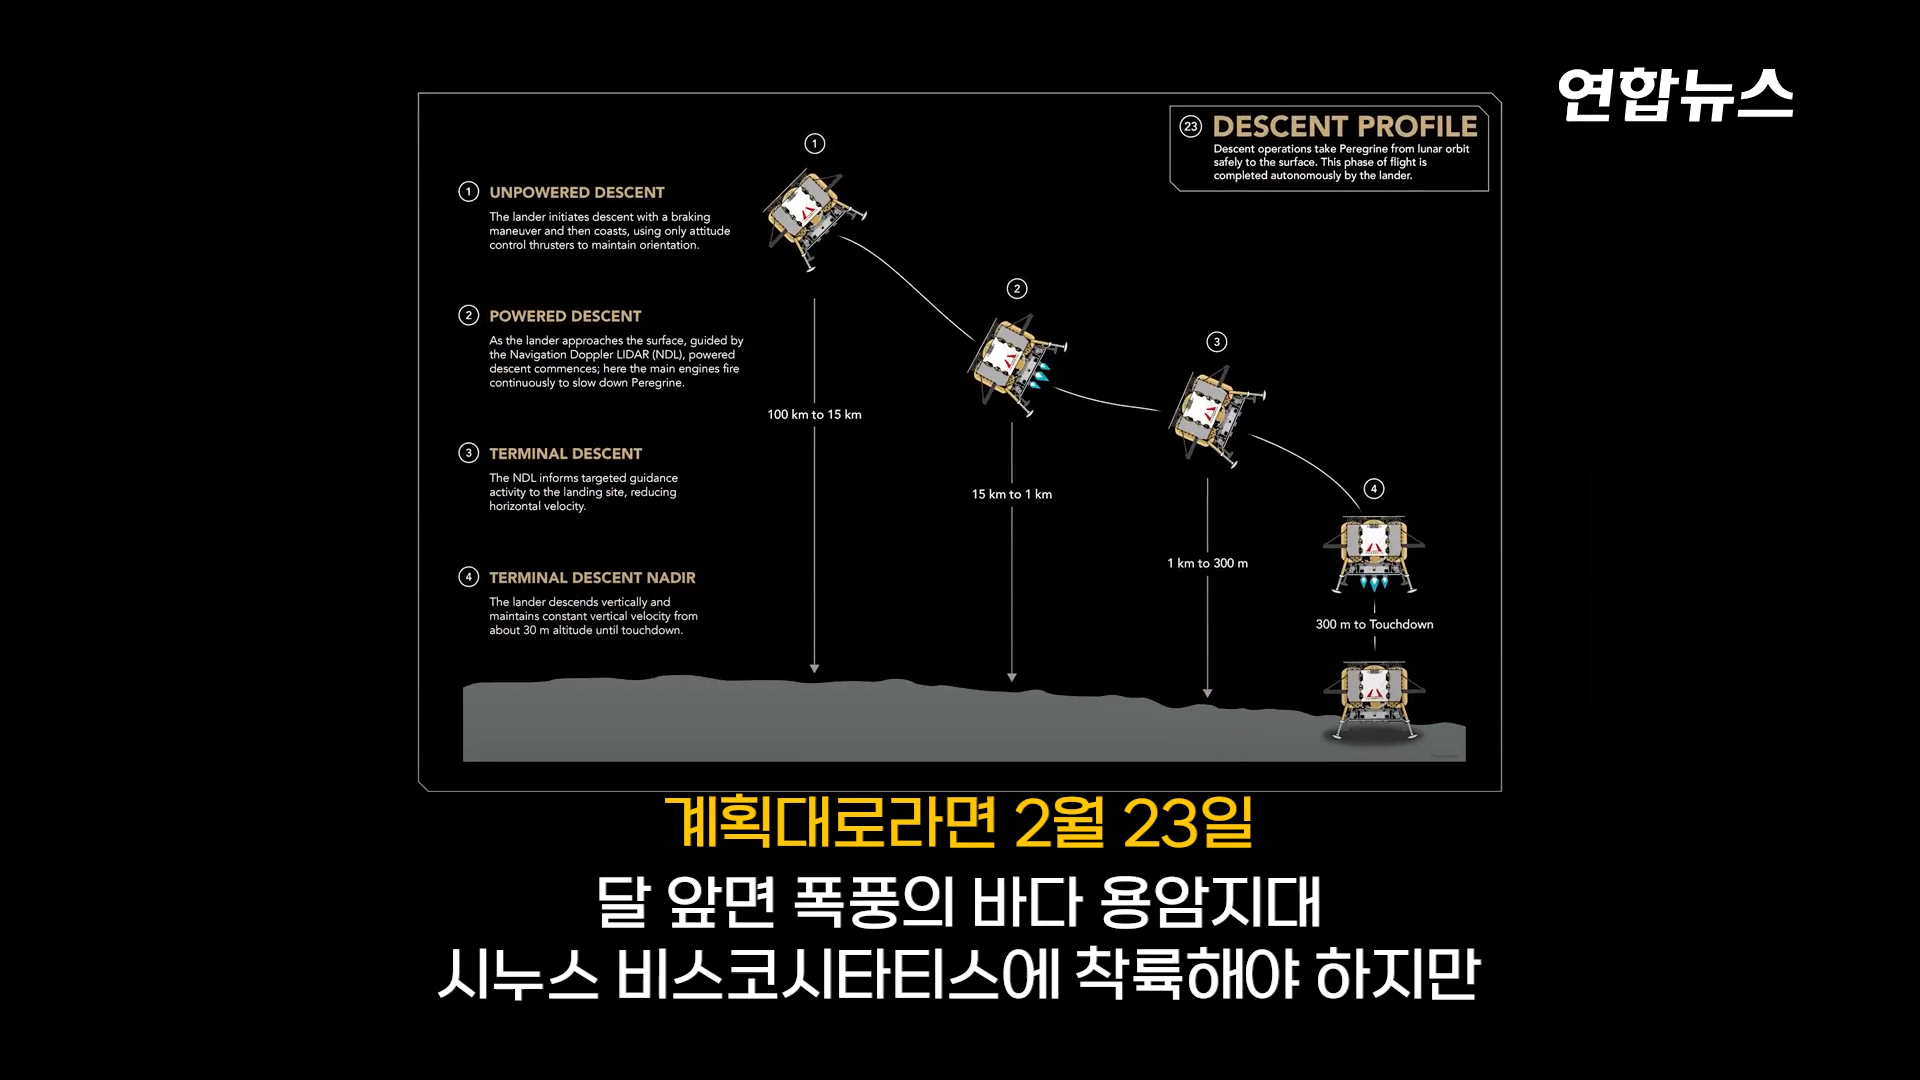 연합뉴스
23 DESCENT PROFILE
Descent operations take Peregrine from lunar orbit
safely to the surface. This phase of flight is
completed autonomously by the lander.
1 UNPOWERED DESCENT
The lander initiates descent with a braking
maneuver and then coasts, using only attitude
control thrusters to maintain orientation.
2 POWERED DESCENT
As the lander approaches the surface, guided by
the Navigation Doppler LIDAR (NDL), powered
descent commences; here the main engines fire
continuously to slow down Peregrine.
3 TERMINAL DESCENT
The NDL informs targeted guidance
activity to the landing site, reducing
horizontal velocity.
4 TERMINAL DESCENT NADIR
The lander descends vertically and
maintains constant vertical velocity from
about 30 m altitude until touchdown.
1
100 km to 15 km
2
15 km to 1 km
3
1 km to 300 m
4
300 m to Touchdown
계획대로라면 2월 23일
달 앞면 폭풍의 바다 용암지대
시누스 비스코시타티스에 착륙해야 하지만